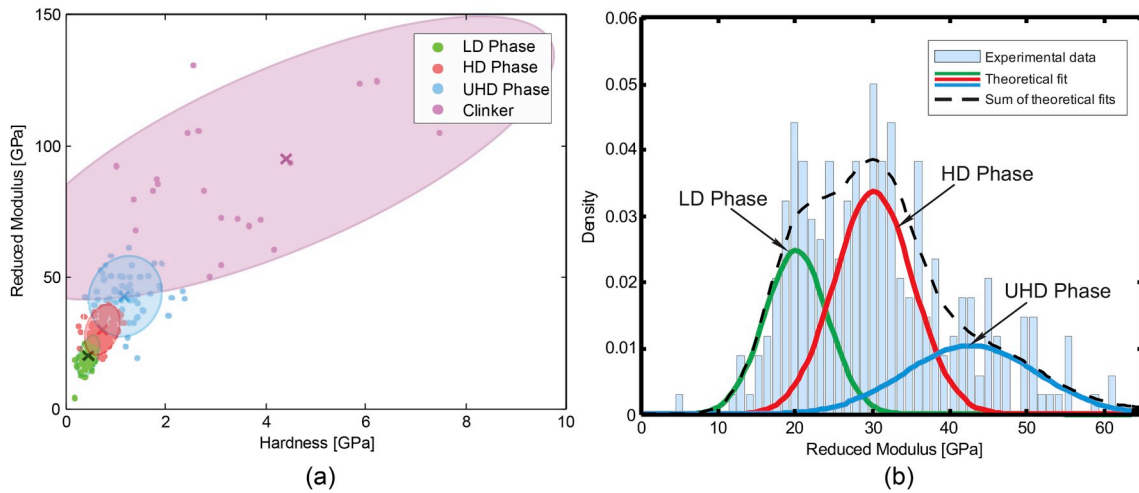 150
100
50
0
0
2
4
6
8
10
Reduced Modulus [GPa]
Hardness [GPa]
LD Phase
HD Phase
UHD Phase
Clinker
(a)
0.06
0.05
0.04
0.03
0.02
0.01
0
0
10
20
30
40
50
60
Density
Reduced Modulus [GPa]
Experimental data
Theoretical fit
Sum of theoretical fits
LD Phase
HD Phase
UHD Phase
(b)